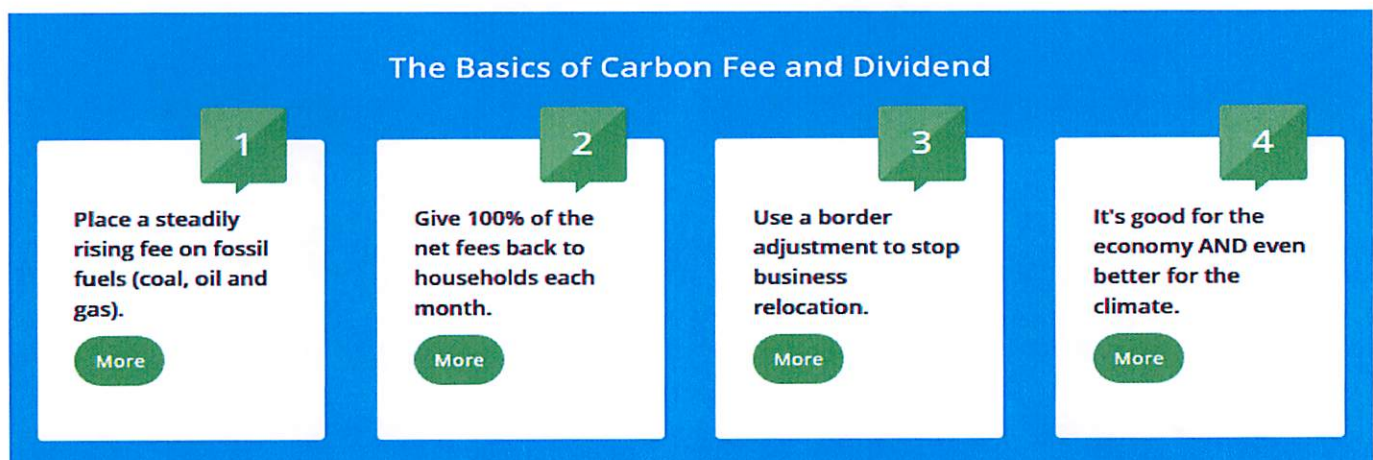 The Basics of Carbon Fee and Dividend
1
Place a steadily
rising fee on fossil
fuels (coal, oil and
gas).
More
2
Give 100% of the
net fees back to
households each
month.
More
3
Use a border
adjustment to stop
business
relocation.
More
4
It's good for the
economy AND even
better for the
climate.
More